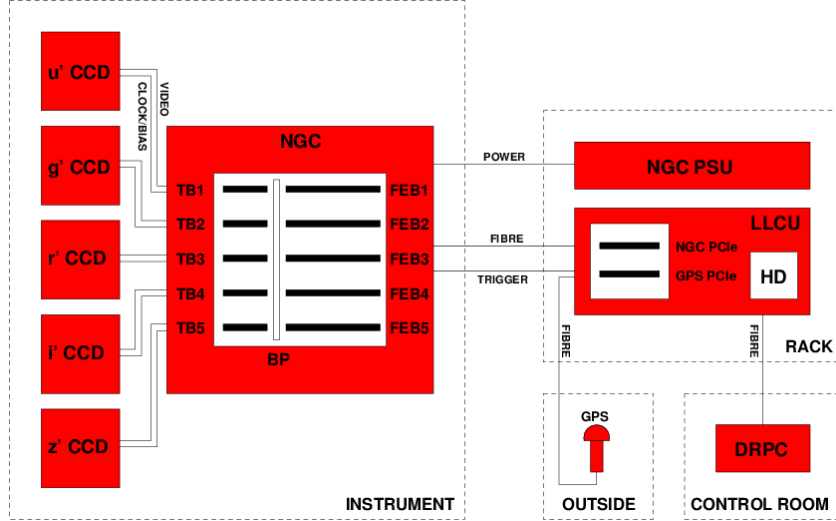 u' CCD
g' CCD
r' CCD
i' CCD
z' CCD
CLOCK/BIAS
VIDEO
NGC
TB1
TB2
TB3
TB4
TB5
FEB1
FEB2
FEB3
FEB4
FEB5
BP
INSTRUMENT
POWER
FIBRE
TRIGGER
NGC PSU
LLCU
NGC PCIe
GPS PCIe
HD
RACK
FIBRE
FIBRE
GPS
OUTSIDE
DRPC
CONTROL ROOM